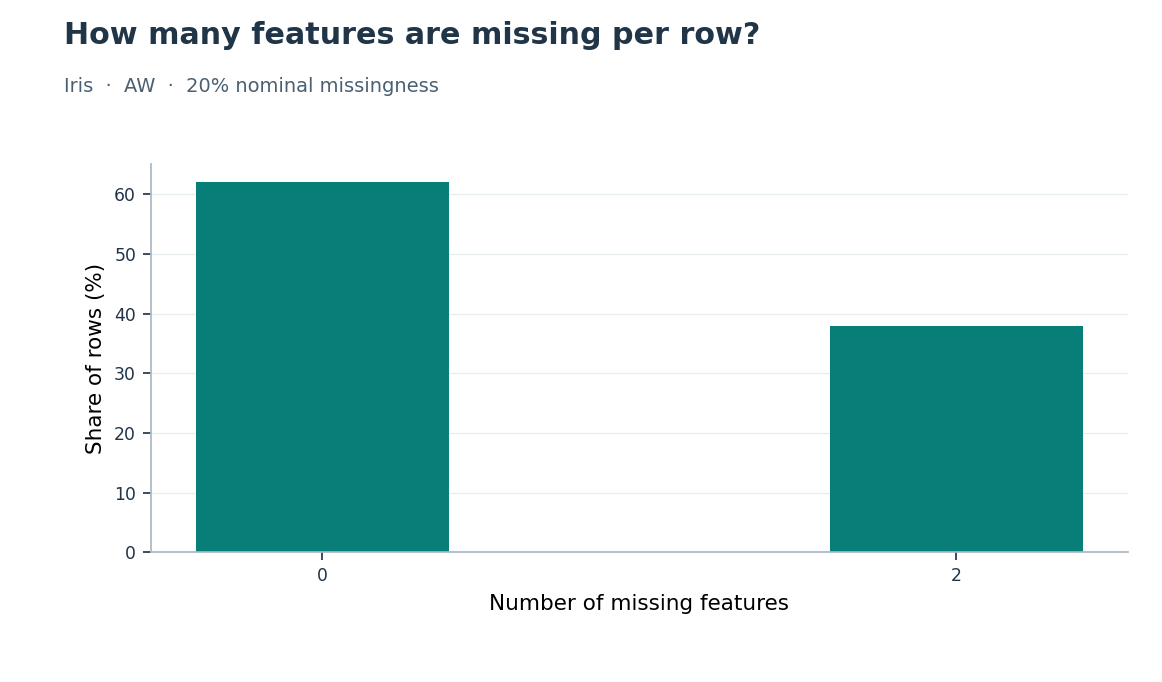 How many features are missing per row?
Iris · AW · 20% nominal missingness
60
50
40
30
20
10
0
Share of rows (%)
0 2
Number of missing features